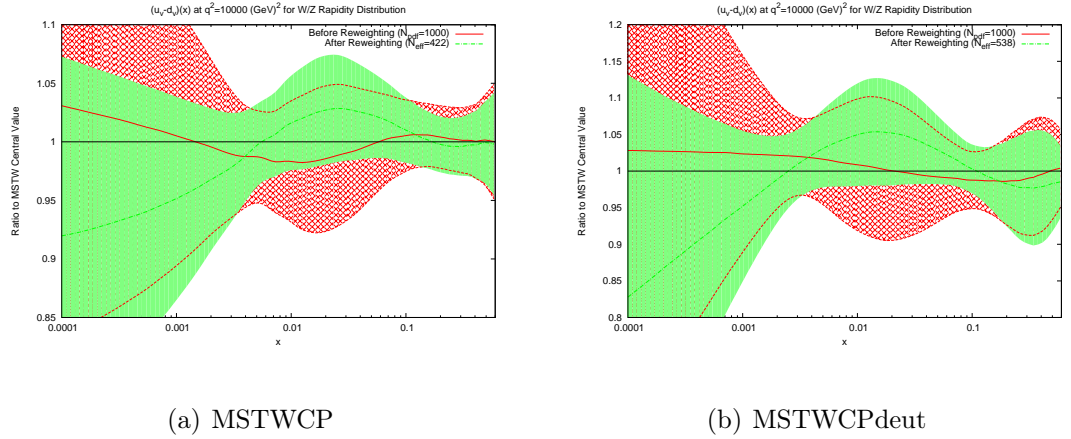 (u_v-d_v)(x) at q²=10000 (GeV)² for W/Z Rapidity Distribution
Before Reweighting (N_pdf=1000)
After Reweighting (N_eff=422)
Ratio to MSTW Central Value
1.1
1.05
1
0.95
0.9
0.85
0.0001
0.001
0.01
0.1
x
(a) MSTWCP
(u_v-d_v)(x) at q²=10000 (GeV)² for W/Z Rapidity Distribution
Before Reweighting (N_pdf=1000)
After Reweighting (N_eff=538)
Ratio to MSTW Central Value
1.2
1.15
1.1
1.05
1
0.95
0.9
0.85
0.8
0.0001
0.001
0.01
0.1
x
(b) MSTWCPdeut